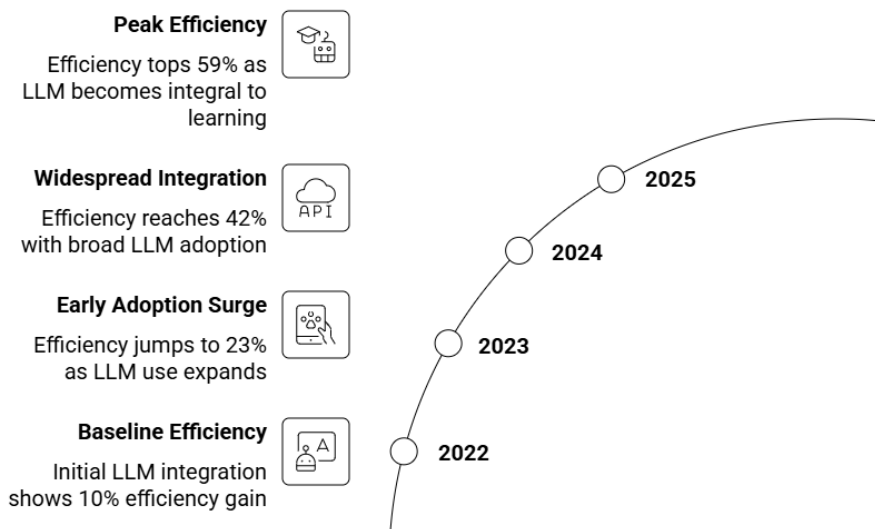 Peak Efficiency
Efficiency tops 59% as
LLM becomes integral to
learning
Widespread Integration
Efficiency reaches 42%
with broad LLM adoption
API
Early Adoption Surge
Efficiency jumps to 23%
as LLM use expands
Baseline Efficiency
Initial LLM integration
shows 10% efficiency gain
A
2025
2024
2023
2022